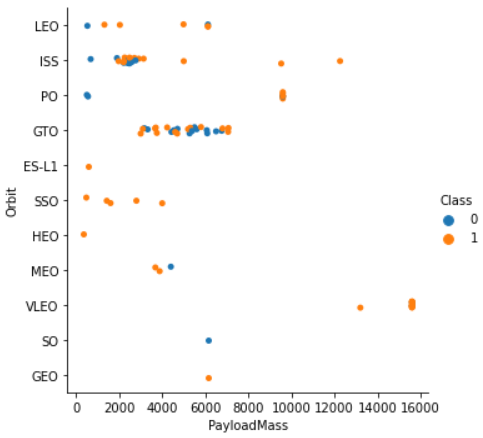 Orbit
LEO
ISS
PO
GTO
ES-L1
SSO
HEO
MEO
VLEO
SO
GEO
0 2000 4000 6000 8000 10000 12000 14000 16000
PayloadMass
Class
0
1